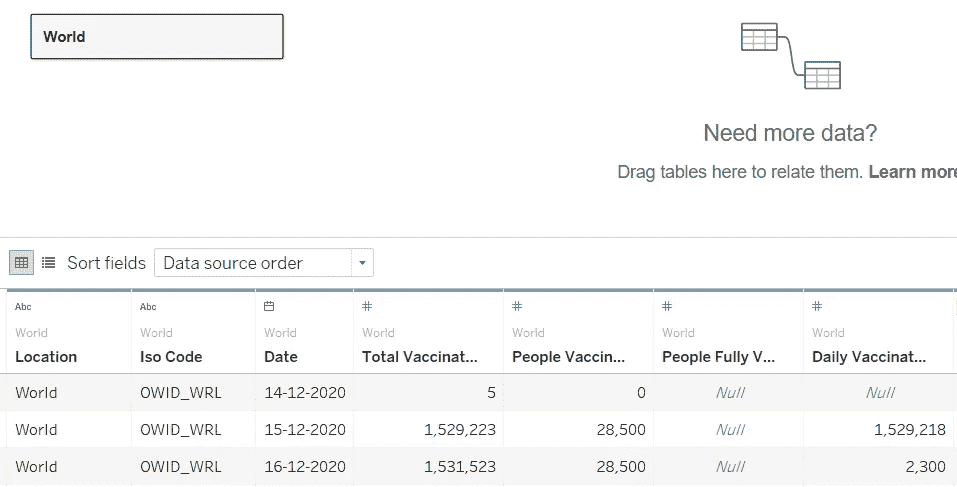 World
Need more data?
Drag tables here to relate them. Learn more
Sort fields Data source order
Abc Abc # # # #
World World World World World World World
Location Iso Code Date Total Vaccinat... People Vaccin... People Fully V... Daily Vaccinat...
World OWID_WRL 14-12-2020 5 0 Null Null
World OWID_WRL 15-12-2020 1,529,223 28,500 Null 1,529,218
World OWID_WRL 16-12-2020 1,531,523 28,500 Null 2,300